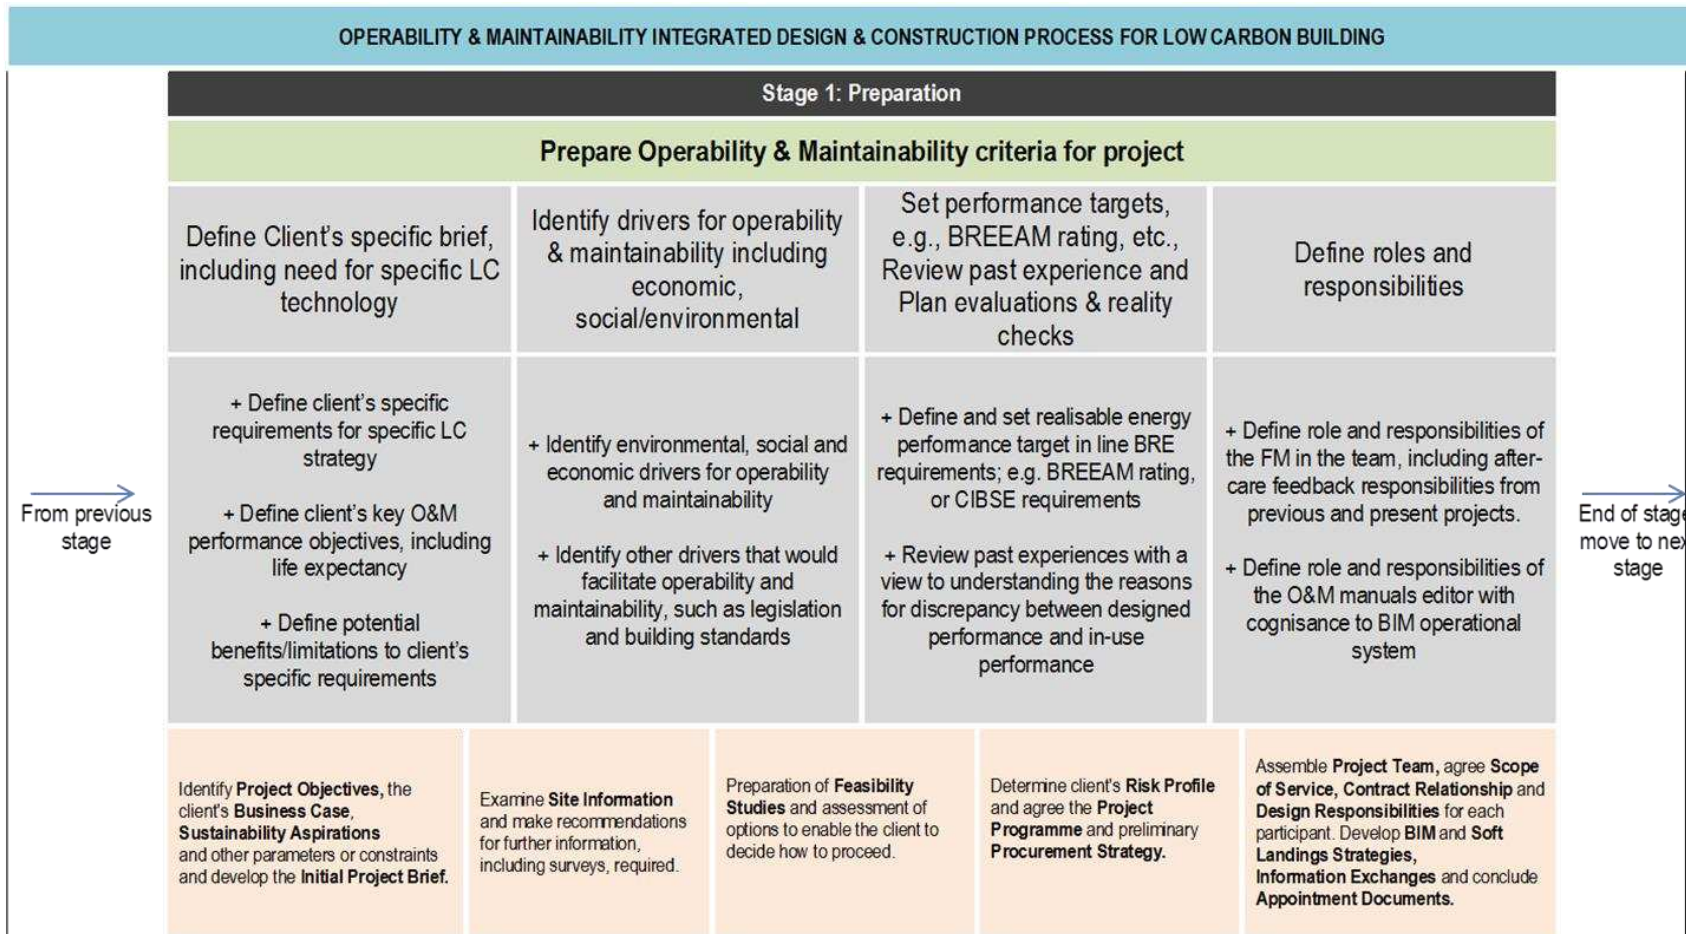 OPERABILITY & MAINTAINABILITY INTEGRATED DESIGN & CONSTRUCTION PROCESS FOR LOW CARBON BUILDING
Stage 1: Preparation
Prepare Operability & Maintainability criteria for project
Define Client's specific brief,
including need for specific LC
technology
Identify drivers for operability
& maintainability including
economic,
social/environmental
Set performance targets,
e.g., BREEAM rating, etc.,
Review past experience and
Plan evaluations & reality
checks
Define roles and
responsibilities
From previous
stage
+ Define client's specific
requirements for specific LC
strategy
+ Define client's key O&M
performance objectives, including
life expectancy
+ Define potential
benefits/limitations to client's
specific requirements
+ Identify environmental, social and
economic drivers for operability
and maintainability
+ Identify other drivers that would
facilitate operability and
maintainability, such as legislation
and building standards
+ Define and set realisable energy
performance target in line BRE
requirements; e.g. BREEAM rating,
or CIBSE requirements
+ Review past experiences with a
view to understanding the reasons
for discrepancy between designed
performance and in-use
performance
+ Define role and responsibilities of
the FM in the team, including after-
care feedback responsibilities from
previous and present projects.
+ Define role and responsibilities of
the O&M manuals editor with
cognisance to BIM operational
system
End of stage
move to nex
stage
Identify Project Objectives, the
client's Business Case,
Sustainability Aspirations
and other parameters or constraints
and develop the Initial Project Brief.
Examine Site Information
and make recommendations
for further information,
including surveys, required.
Preparation of Feasibility
Studies and assessment of
options to enable the client to
decide how to proceed.
Determine client's Risk Profile
and agree the Project
Programme and preliminary
Procurement Strategy.
Assemble Project Team, agree Scope
of Service, Contract Relationship and
Design Responsibilities for each
participant. Develop BIM and Soft
Landings Strategies,
Information Exchanges and conclude
Appointment Documents.